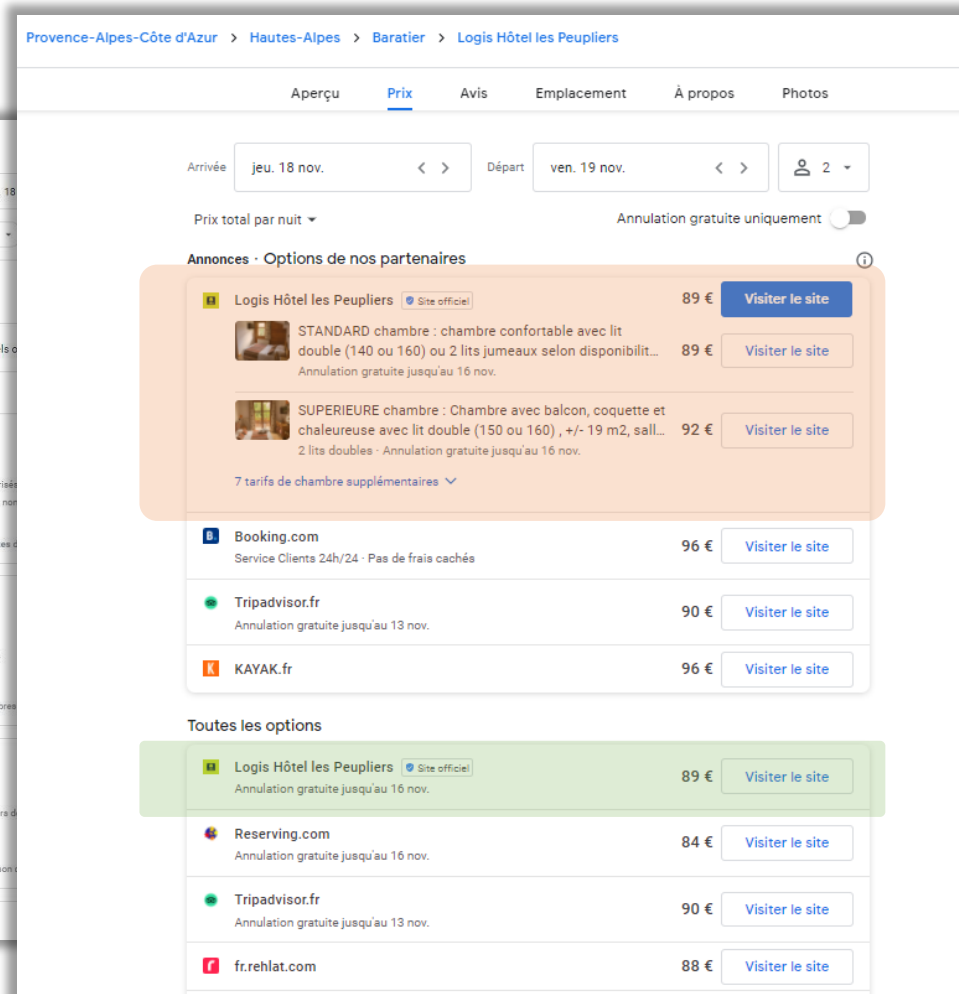 Provence-Alpes-Côte d'Azur > Hautes-Alpes > Baratier > Logis Hôtel les Peupliers
Aperçu Prix Avis Emplacement À propos Photos
Arrivée jeu. 18 nov. < > Départ ven. 19 nov. < > 2
18
Prix total par nuit Annulation gratuite uniquement
Annonces · Options de nos partenaires
Logis Hôtel les Peupliers Site officiel 89 € Visiter le site
STANDARD chambre : chambre confortable avec lit
double (140 ou 160) ou 2 lits jumeaux selon disponibilit... 89 € Visiter le site
Annulation gratuite jusqu'au 16 nov.
SUPERIEURE chambre : Chambre avec balcon, coquette et
chaleureuse avec lit double (150 ou 160) , +/- 19 m2, sall... 92 € Visiter le site
2 lits doubles · Annulation gratuite jusqu'au 16 nov.
7 tarifs de chambre supplémentaires
B. Booking.com 96 € Visiter le site
Service Clients 24h/24 · Pas de frais cachés
Tripadvisor.fr 90 € Visiter le site
Annulation gratuite jusqu'au 13 nov.
K KAYAK.fr 96 € Visiter le site
Toutes les options
Logis Hôtel les Peupliers Site officiel 89 € Visiter le site
Annulation gratuite jusqu'au 16 nov.
Reserving.com 84 € Visiter le site
Annulation gratuite jusqu'au 16 nov.
Tripadvisor.fr 90 € Visiter le site
Annulation gratuite jusqu'au 13 nov.
r fr.rehlat.com 88 € Visiter le site